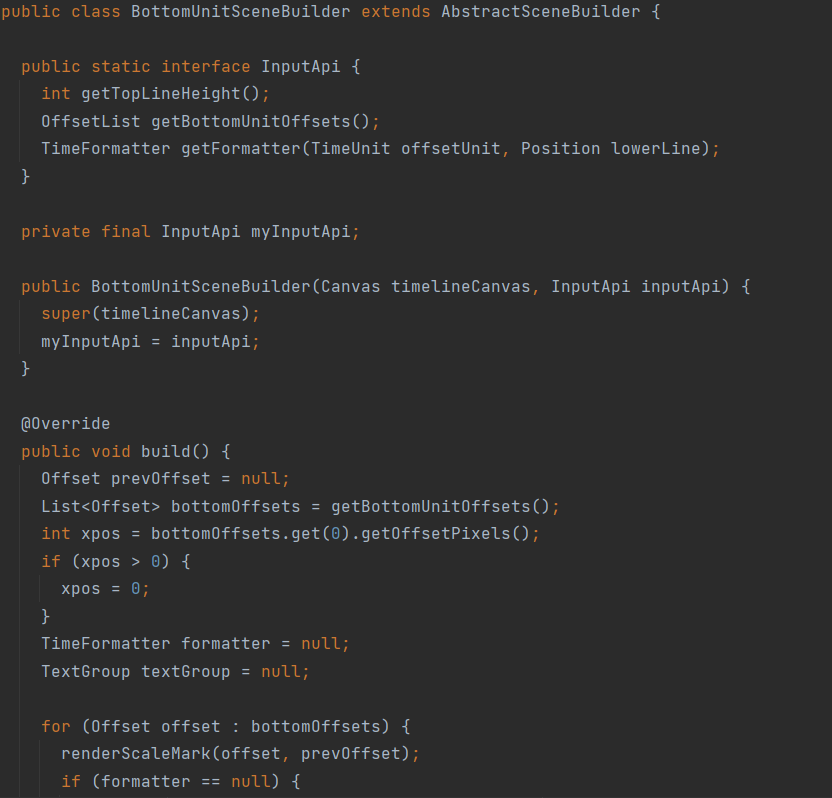 public class BottomUnitSceneBuilder extends AbstractSceneBuilder {
public static interface InputApi {
int getTopLineHeight();
OffsetList getBottomUnitOffsets();
TimeFormatter getFormatter(TimeUnit offsetUnit, Position lowerLine);
}
private final InputApi myInputApi;
public BottomUnitSceneBuilder(Canvas timelineCanvas, InputApi inputApi) {
super(timelineCanvas);
myInputApi = inputApi;
}
@Override
public void build() {
Offset prevOffset = null;
List<Offset> bottomOffsets = getBottomUnitOffsets();
int xpos = bottomOffsets.get(0).getOffsetPixels();
if (xpos > 0) {
xpos = 0;
}
TimeFormatter formatter = null;
TextGroup textGroup = null;
for (Offset offset : bottomOffsets) {
renderScaleMark(offset, prevOffset);
if (formatter == null) {